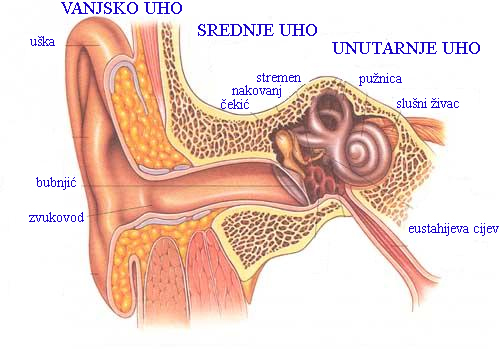 VANJSKO UHO
SREDNJE UHO
UNUTARNJE UHO
uška
stremen
nakovanj
čekić
pužnica
slušni živac
bubnjić
zvukovod
eustahijeva cijev